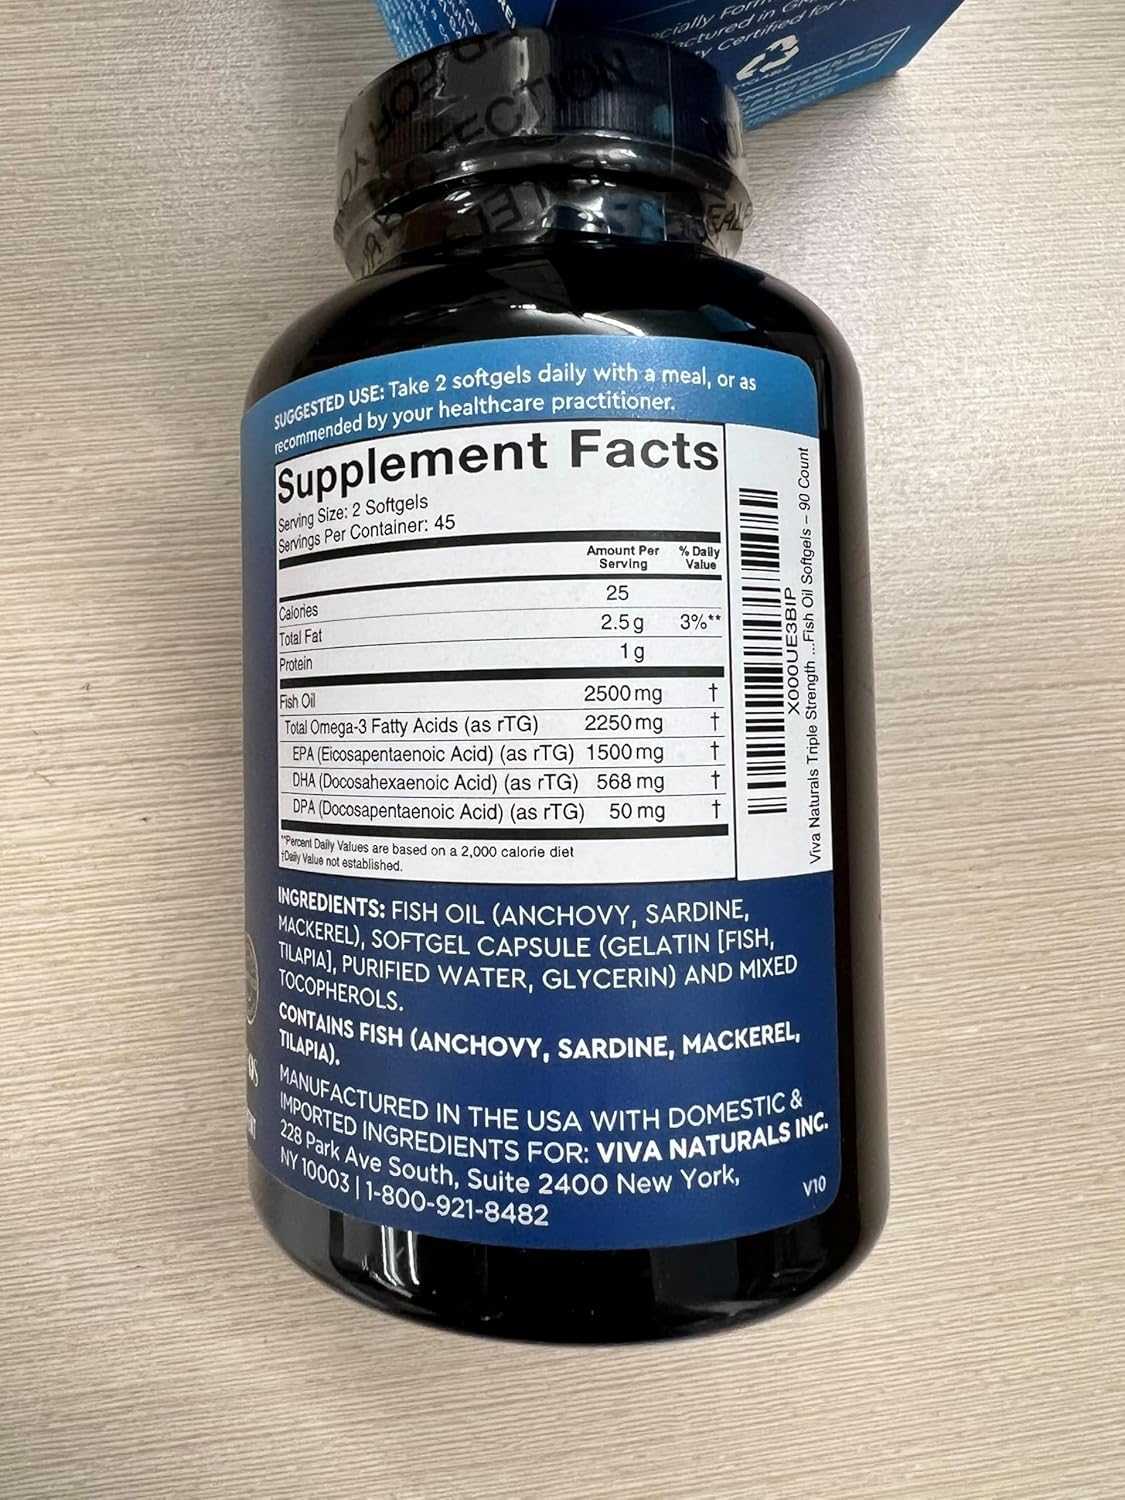 SUGGESTED USE: Take 2 softgels daily with a meal, or as
recommended by your healthcare practitioner.
Supplement Facts
Serving Size: 2 Softgels
Servings Per Container: 45
Amount Per Serving % Daily Value
Calories 25
Total Fat 2.5 g 3%**
Protein 1 g
Fish Oil 2500 mg †
Total Omega-3 Fatty Acids (as rTG) 2250 mg †
EPA (Eicosapentaenoic Acid) (as rTG) 1500 mg †
DHA (Docosahexaenoic Acid) (as rTG) 568 mg †
DPA (Docosapentaenoic Acid) (as rTG) 50 mg †
**Percent Daily Values are based on a 2,000 calorie diet
†Daily Value not established.
X000UE3BIP
Viva Naturals Triple Strength ...Fish Oil Softgels – 90 Count
INGREDIENTS: FISH OIL (ANCHOVY, SARDINE,
MACKEREL), SOFTGEL CAPSULE (GELATIN [FISH,
TILAPIA], PURIFIED WATER, GLYCERIN) AND MIXED
TOCOPHEROLS.
CONTAINS FISH (ANCHOVY, SARDINE, MACKEREL,
TILAPIA).
MANUFACTURED IN THE USA WITH DOMESTIC &
IMPORTED INGREDIENTS FOR: VIVA NATURALS INC.
228 Park Ave South, Suite 2400 New York,
NY 10003 | 1-800-921-8482
V10